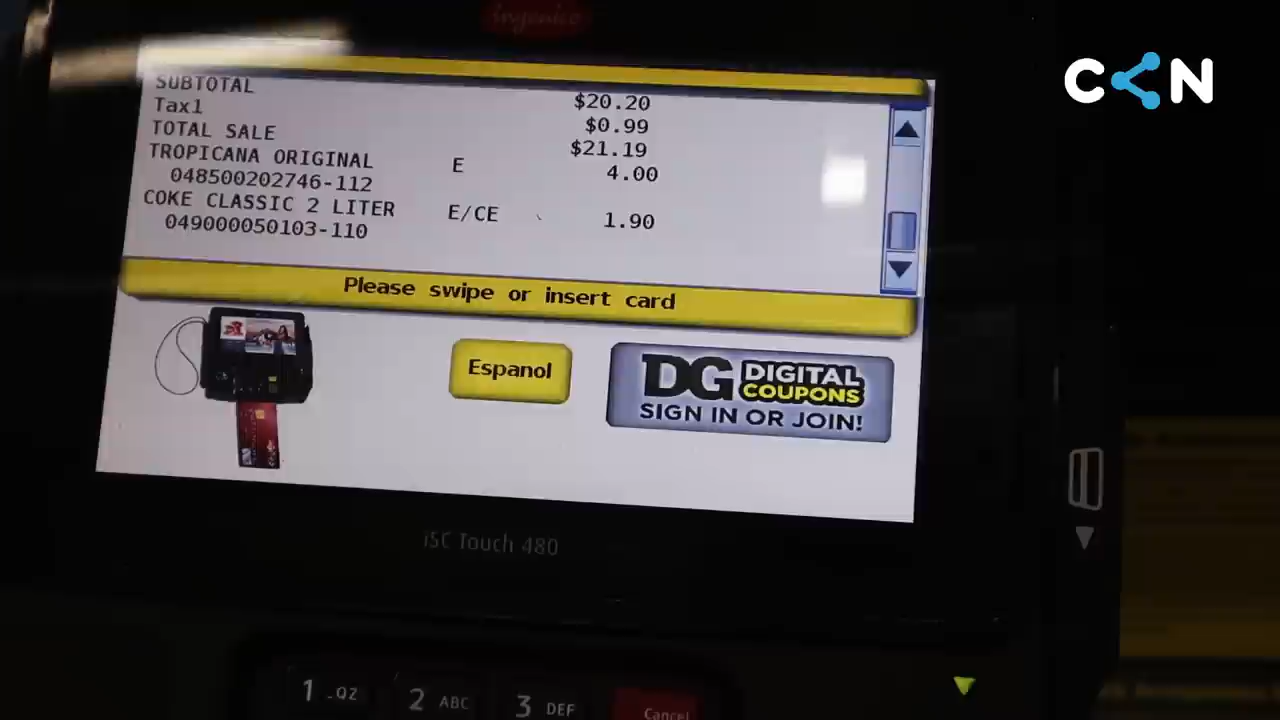 ingenico
C<N
SUBTOTAL $20.20
Tax1 $0.99
TOTAL SALE $21.19
TROPICANA ORIGINAL E 4.00
048500202746-112
COKE CLASSIC 2 LITER E/CE 1.90
049000050103-110
Please swipe or insert card
Espanol
DG DIGITAL COUPONS
SIGN IN OR JOIN!
iSC Touch 480
1 .QZ 2 ABC 3 DEF Cancel